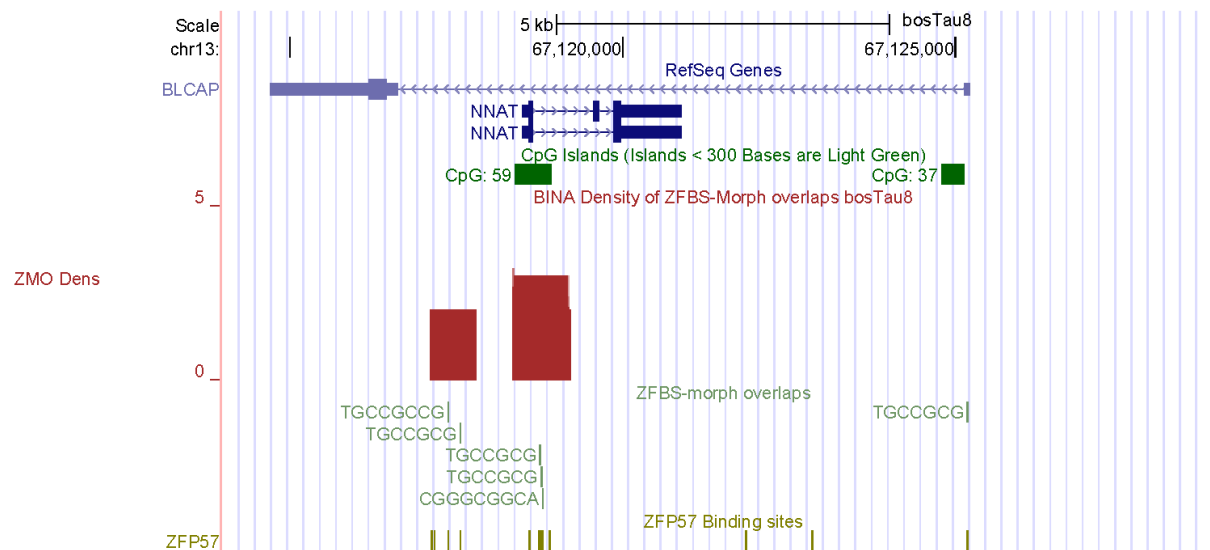 Scale 5 kb bosTau8
chr13: 67,120,000 67,125,000
RefSeq Genes
BLCAP
NNAT
NNAT
CpG Islands (Islands < 300 Bases are Light Green)
CpG: 59 CpG: 37
BINA Density of ZFBS-Morph overlaps bosTau8
5
ZMO Dens
0
ZFBS-morph overlaps
TGCCGCCG TGCCGCG
TGCCGCG
TGCCGCG
TGCCGCG
CGGGCGGCA
ZFP57 Binding sites
ZFP57